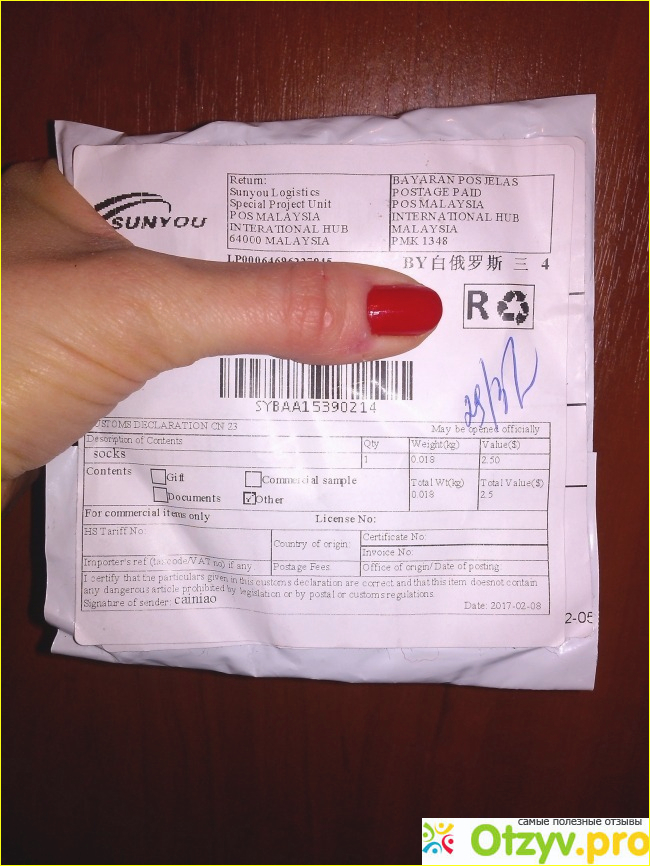 SUNYOU
Return:
Sunyou Logistics
Special Project Unit
POS MALAYSIA
INTERATIONAL HUB
64000 MALAYSIA
BAYARAN POS JELAS
POSTAGE PAID
POS MALAYSIA
INTERNATIONAL HUB
MALAYSIA
PMK 1348
BY白俄罗斯 三 4
R
SYBAA15390214
CUSTOMS DECLARATION CN 23 May be opened officially
Description of Contents Qty Weight(kg) Value($)
socks 1 0.018 2.50
Contents Gift Commercial sample Total Wt(kg) Total Value($)
Documents Other 0.018 2.5
For commercial items only License No:
HS Tariff No: Certificate No:
Country of origin:
Invoice No:
Importer's ref (tax code/VAT no) if any Postage Fees Office of origin/ Date of posting
I certify that the particulars given in this customs declaration are correct and that this item doesnot contain
any dangerous article prohibited by legislation or by postal or customs regulations.
Signature of sender: cainiao
Date: 2017-02-08
2-05
самые полезные отзывы
Otzyv.pro